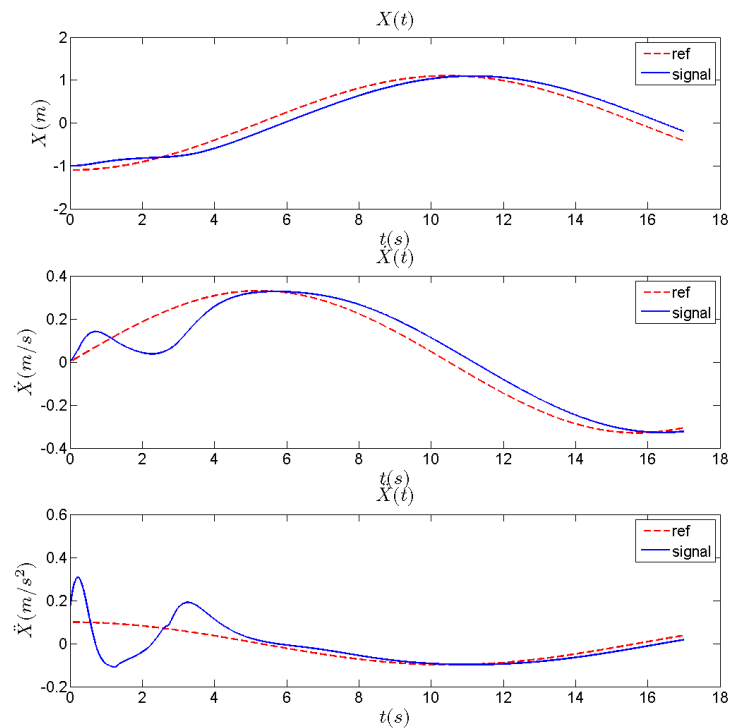 X(t)
2
1
0
-1
-2
X(m)
ref
signal
0 2 4 6 8 10 12 14 16 18
t(s)
Ẋ(t)
0.4
0.2
0
-0.2
-0.4
Ẋ(m/s)
ref
signal
0 2 4 6 8 10 12 14 16 18
t(s)
Ẍ(t)
0.6
0.4
0.2
0
-0.2
Ẍ(m/s²)
ref
signal
0 2 4 6 8 10 12 14 16 18
t(s)